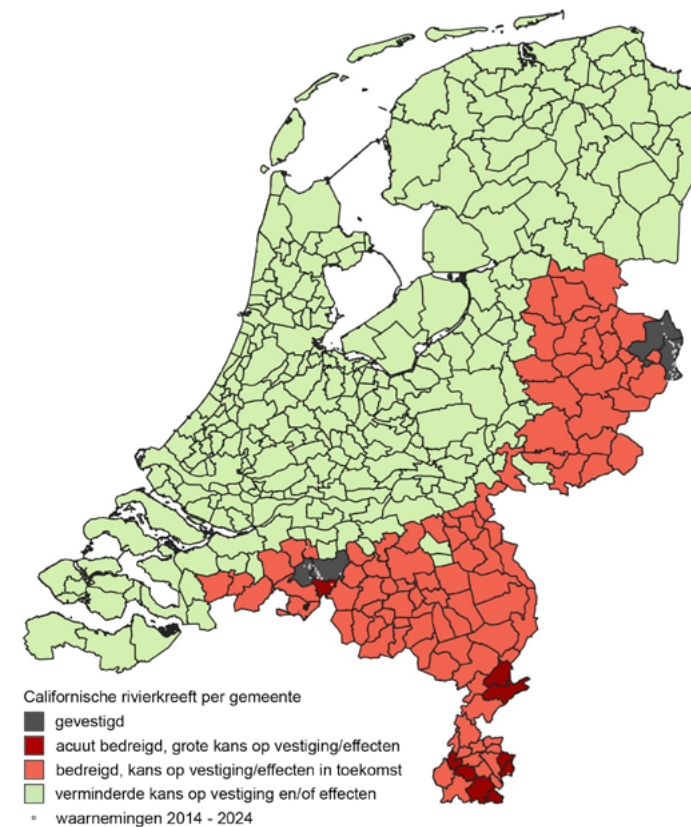 Californische rivierkreeft per gemeente
gevestigd
acuut bedreigd, grote kans op vestiging/effecten
bedreigd, kans op vestiging/effecten in toekomst
verminderde kans op vestiging en/of effecten
waarnemingen 2014 - 2024